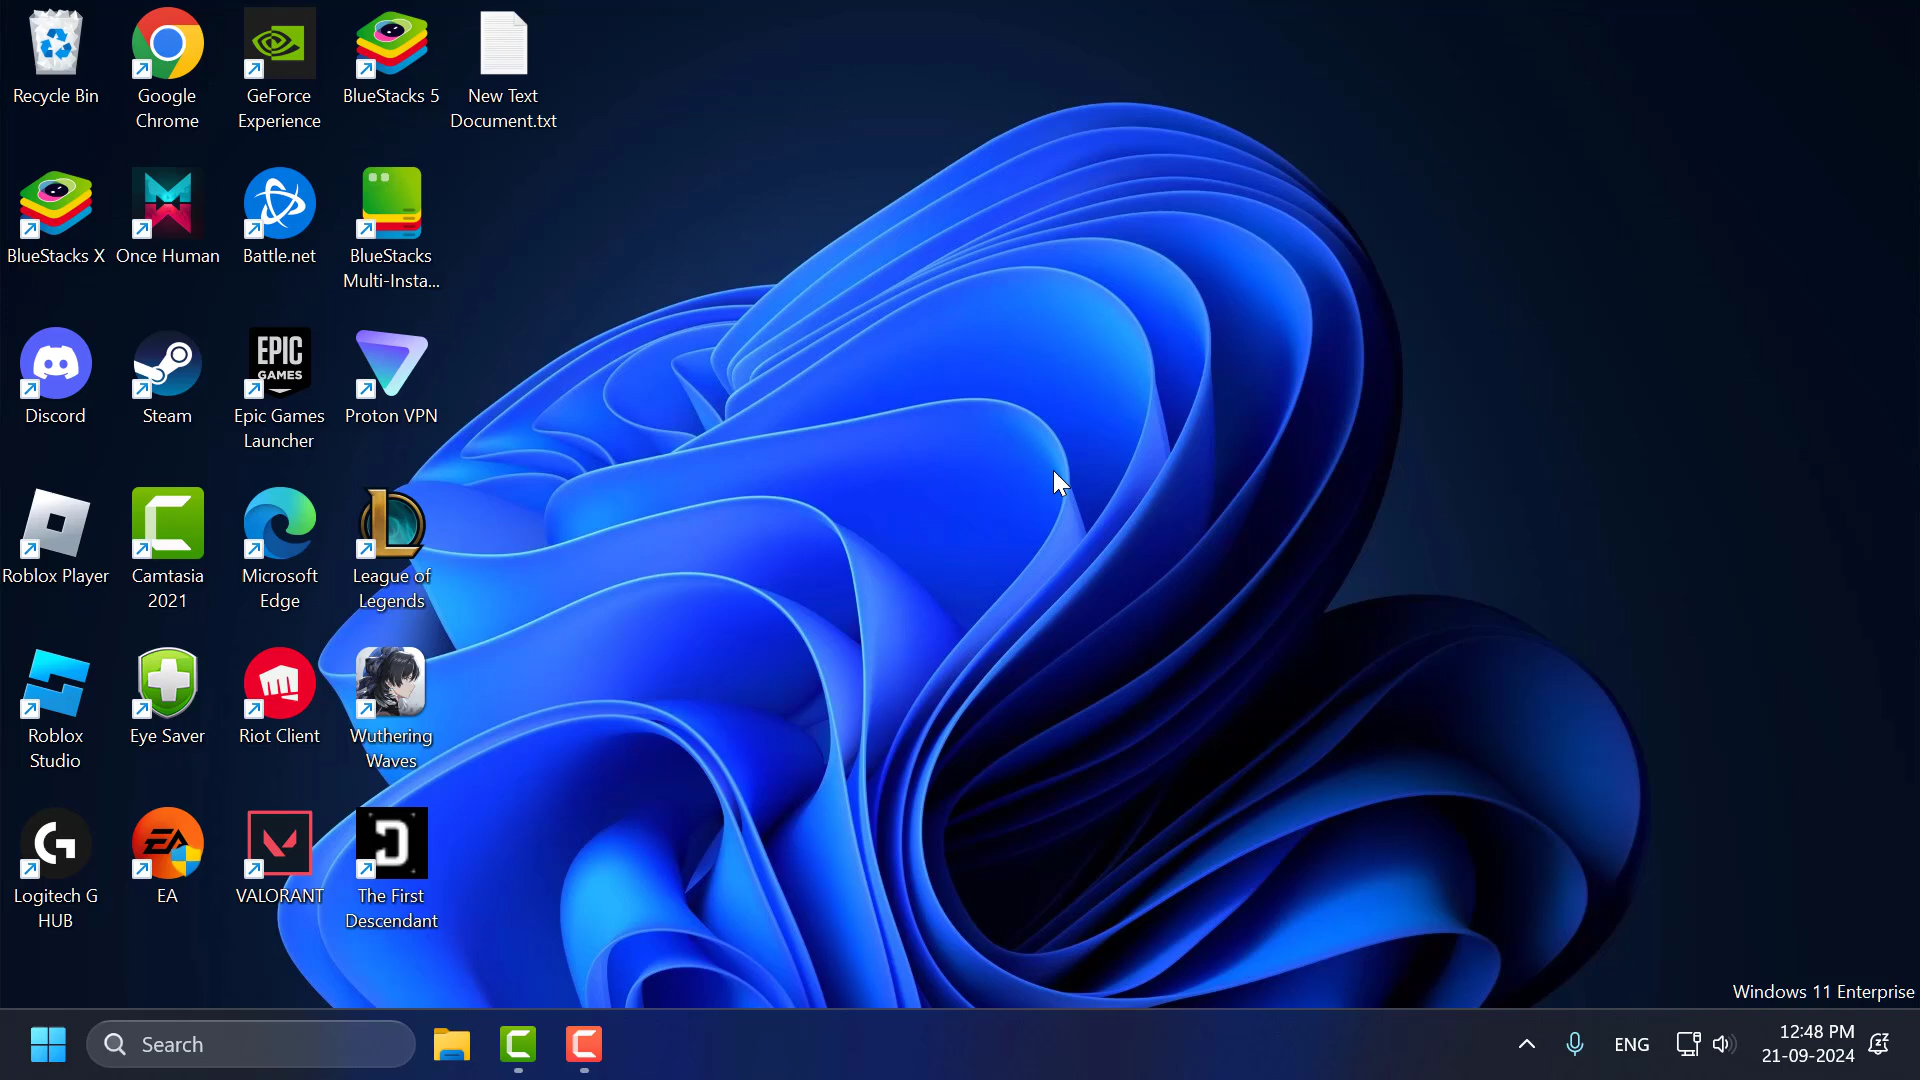 Recycle Bin
Google
Chrome
GeForce
Experience
BlueStacks 5
New Text
Document.txt
BlueStacks X
Once Human
Battle.net
BlueStacks
Multi-Insta...
Discord
Steam
EPIC
GAMES
Epic Games
Launcher
Proton VPN
Roblox Player
Camtasia
2021
Microsoft
Edge
League of
Legends
Roblox
Studio
Eye Saver
Riot Client
Wuthering
Waves
Logitech G
HUB
EA
EA
VALORANT
The First
Descendant
Windows 11 Enterprise
Search
ENG
12:48 PM
21-09-2024